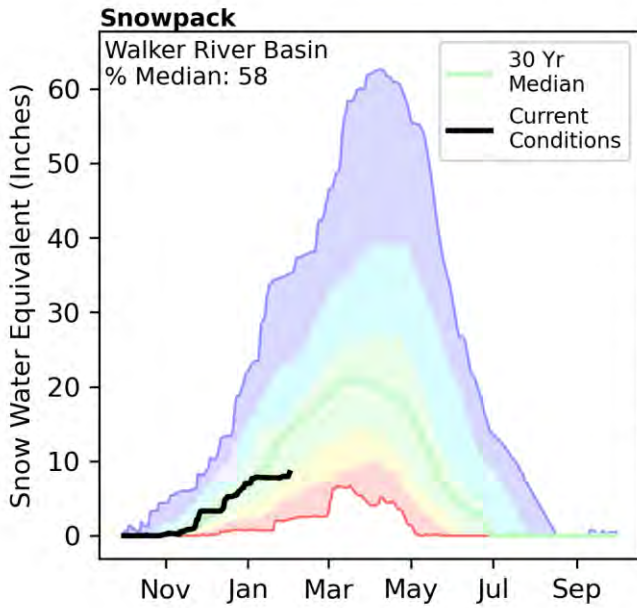 Snowpack
Walker River Basin
% Median: 58
30 Yr
Median
Current
Conditions
Snow Water Equivalent (Inches)
60
50
40
30
20
10
0
Nov
Jan
Mar
May
Jul
Sep